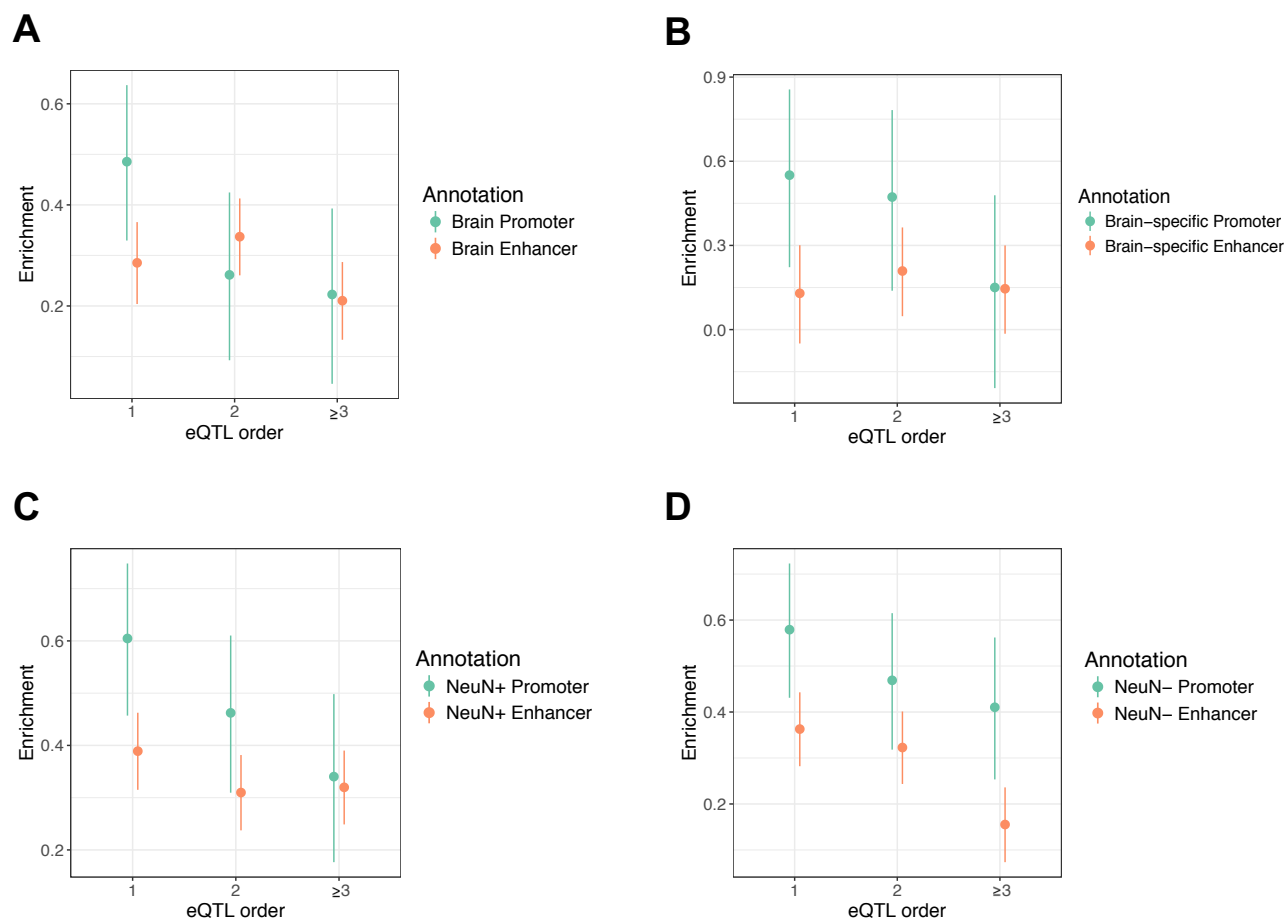 A
Enrichment
0.6
0.4
0.2
1
2
≥3
eQTL order
Annotation
Brain Promoter
Brain Enhancer
B
Enrichment
0.9
0.6
0.3
0.0
1
2
≥3
eQTL order
Annotation
Brain−specific Promoter
Brain−specific Enhancer
C
Enrichment
0.6
0.4
0.2
1
2
≥3
eQTL order
Annotation
NeuN+ Promoter
NeuN+ Enhancer
D
Enrichment
0.6
0.4
0.2
1
2
≥3
eQTL order
Annotation
NeuN− Promoter
NeuN− Enhancer